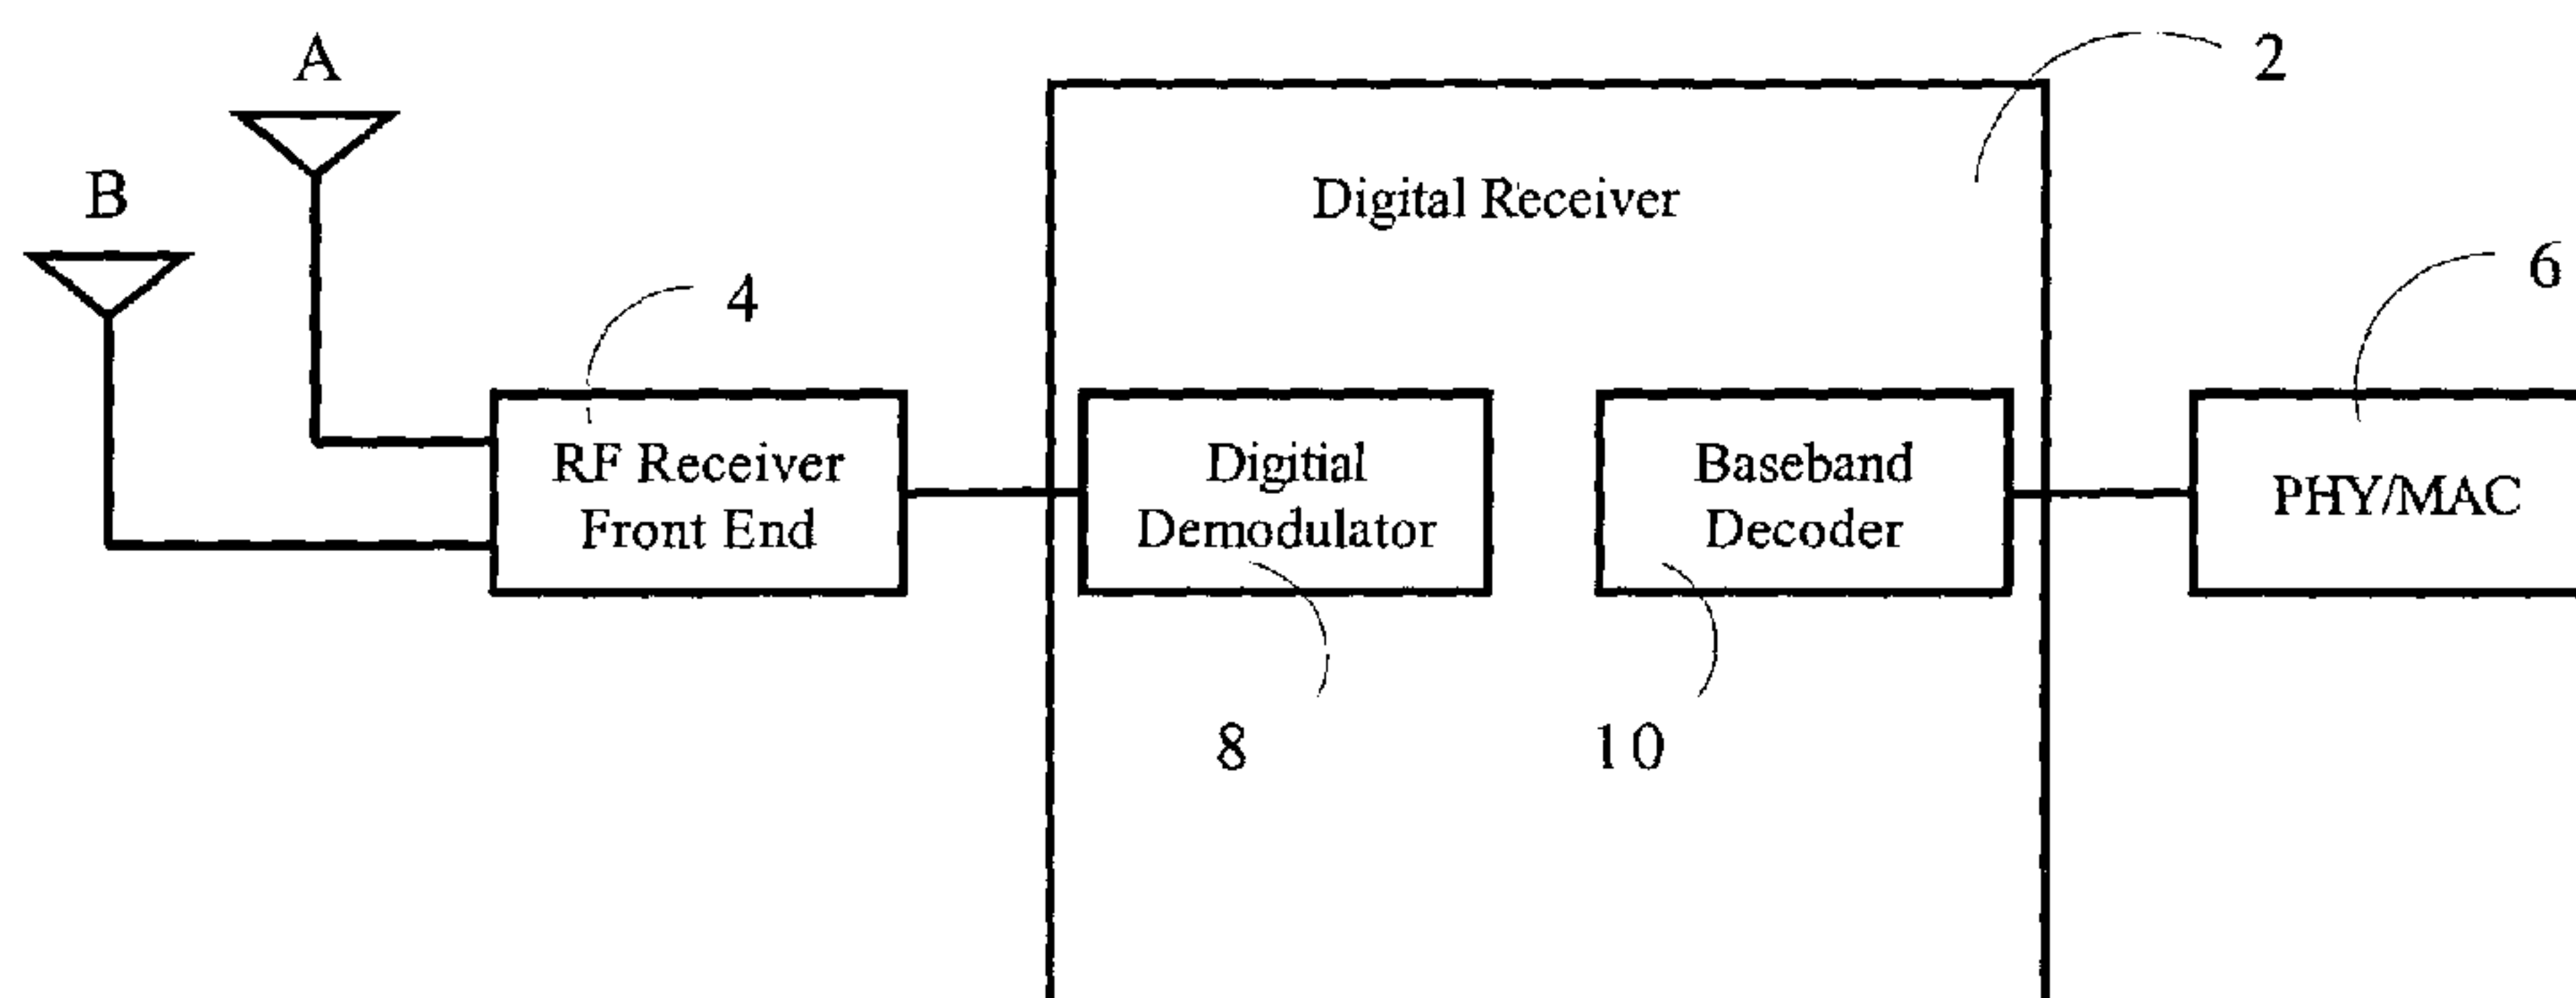 A
2
B
Digital Receiver
6
4
RF Receiver
Front End
Digitial
Demodulator
Baseband
Decoder
PHY/MAC
8
10